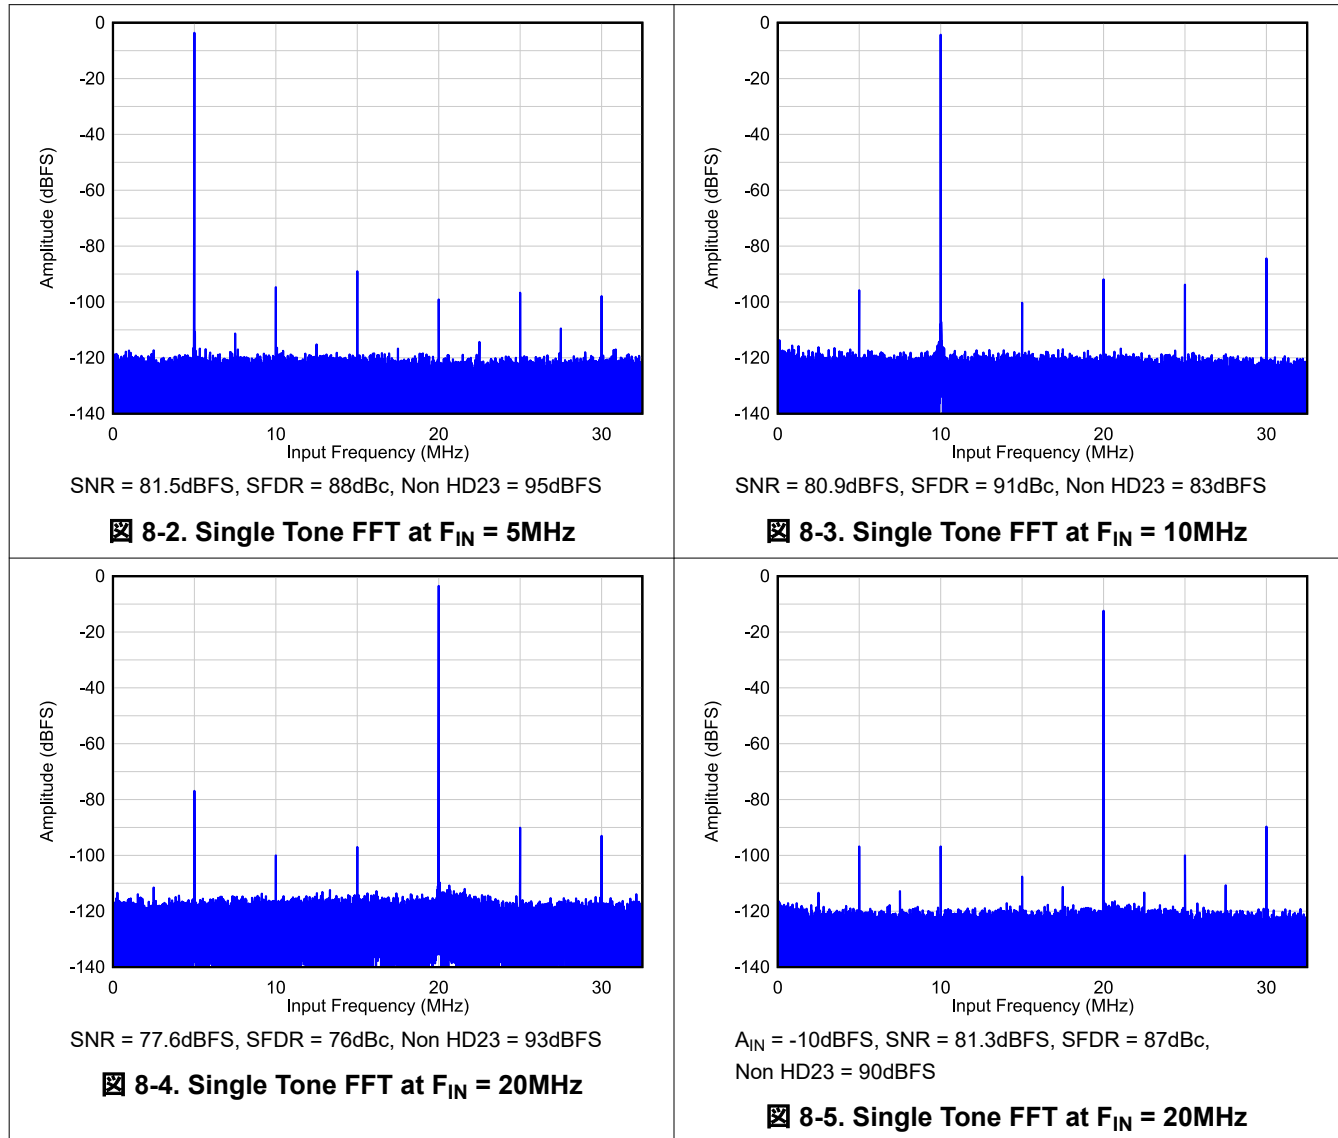 0
-20
-40
-60
-80
-100
-120
-140
Amplitude (dBFS)
0 10 20 30
Input Frequency (MHz)
SNR = 81.5dBFS, SFDR = 88dBc, Non HD23 = 95dBFS
図 8-2. Single Tone FFT at FIN = 5MHz
0
-20
-40
-60
-80
-100
-120
-140
Amplitude (dBFS)
0 10 20 30
Input Frequency (MHz)
SNR = 80.9dBFS, SFDR = 91dBc, Non HD23 = 83dBFS
図 8-3. Single Tone FFT at FIN = 10MHz
0
-20
-40
-60
-80
-100
-120
-140
Amplitude (dBFS)
0 10 20 30
Input Frequency (MHz)
SNR = 77.6dBFS, SFDR = 76dBc, Non HD23 = 93dBFS
図 8-4. Single Tone FFT at FIN = 20MHz
0
-20
-40
-60
-80
-100
-120
-140
Amplitude (dBFS)
0 10 20 30
Input Frequency (MHz)
AIN = -10dBFS, SNR = 81.3dBFS, SFDR = 87dBc,
Non HD23 = 90dBFS
図 8-5. Single Tone FFT at FIN = 20MHz